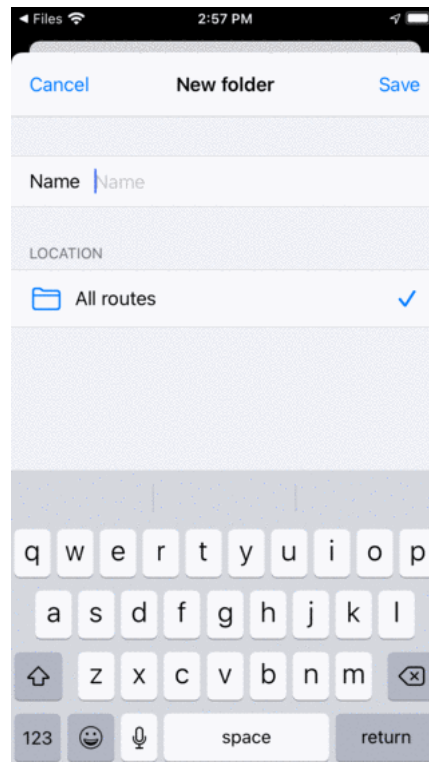 Files 2:57 PM
Cancel New folder Save
Name Name
LOCATION
All routes
q w e r t y u i o p
a s d f g h j k l
z x c v b n m
123 space return